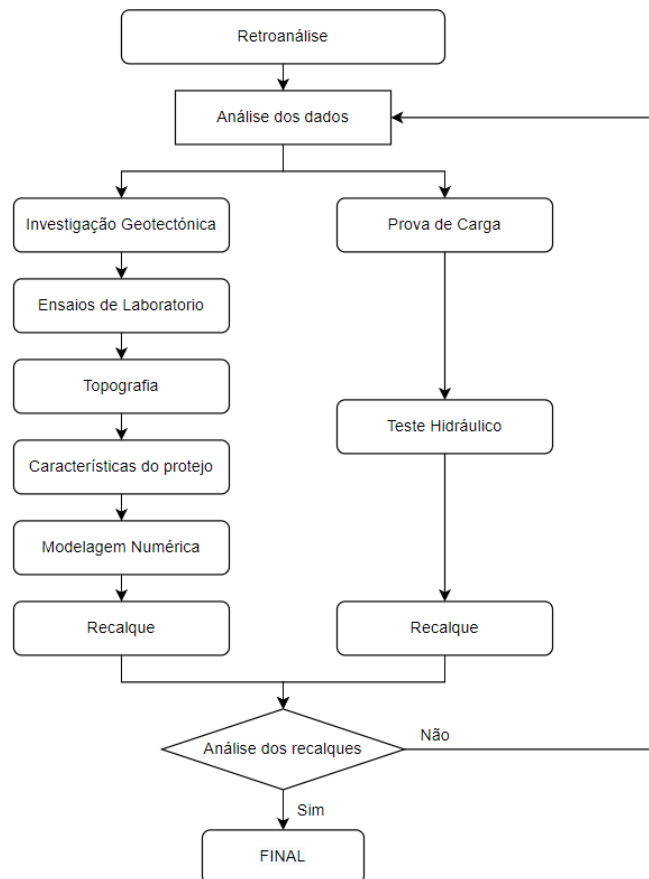 Retroanálise
Análise dos dados
Investigação Geotectónica
Prova de Carga
Ensaios de Laboratorio
Topografia
Teste Hidráulico
Características do protejo
Modelagem Numérica
Recalque
Recalque
Análise dos recalques
Não
Sim
FINAL